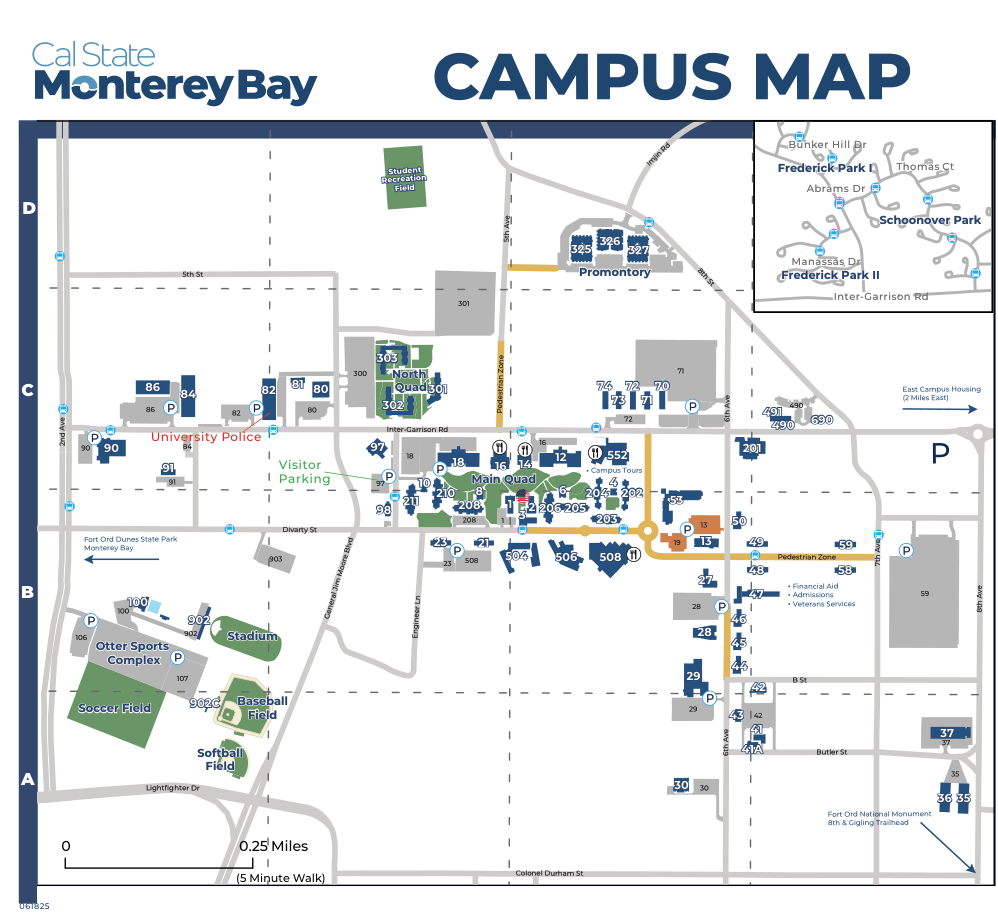 Cal State
Monterey Bay
CAMPUS MAP
Bunker Hill Dr
Frederick Park I
Thomas Ct
Abrams Dr
Schoonover Park
Manassas Dr
Frederick Park II
Inter-Garrison Rd
D
Student
Recreation
Field
Imjin Rd
5th Ave
325
326
327
Promontory
8th St
5th St
301
C
303
300
North
Quad
301
302
Pedestrian Zone
86
84
86
82
81
80
82
80
74
72
70
73
71
71
72
6th Ave
490
491
490
690
East Campus Housing
(2 Miles East)
2nd Ave
University Police
Inter-Garrison Rd
90
90
84
91
91
97
18
18
16
14
16
12
552
201
P
Visitor
Parking
97
Main Quad
• Campus Tours
10
210
8
6
4
204
202
53
211
208
1
2
206
205
98
208
1
3
203
50
13
13
19
Divarty St
Fort Ord Dunes State Park
Monterey Bay
903
General Jim Moore Blvd
23
21
23
508
504
506
508
49
59
Pedestrian Zone
7th Ave
48
58
B
27
47
• Financial Aid
• Admissions
• Veterans Services
59
8th Ave
100
100
902
902
106
Stadium
Otter Sports
Complex
107
Engineer Ln
28
28
46
45
44
29
29
B St
42
42
43
41
41A
Soccer Field
902C
Baseball
Field
Softball
Field
6th Ave
Butler St
37
37
A
35
36
35
30
30
Lightfighter Dr
Fort Ord National Monument
8th & Gigling Trailhead
0
0.25 Miles
(5 Minute Walk)
Colonel Durham St
061825